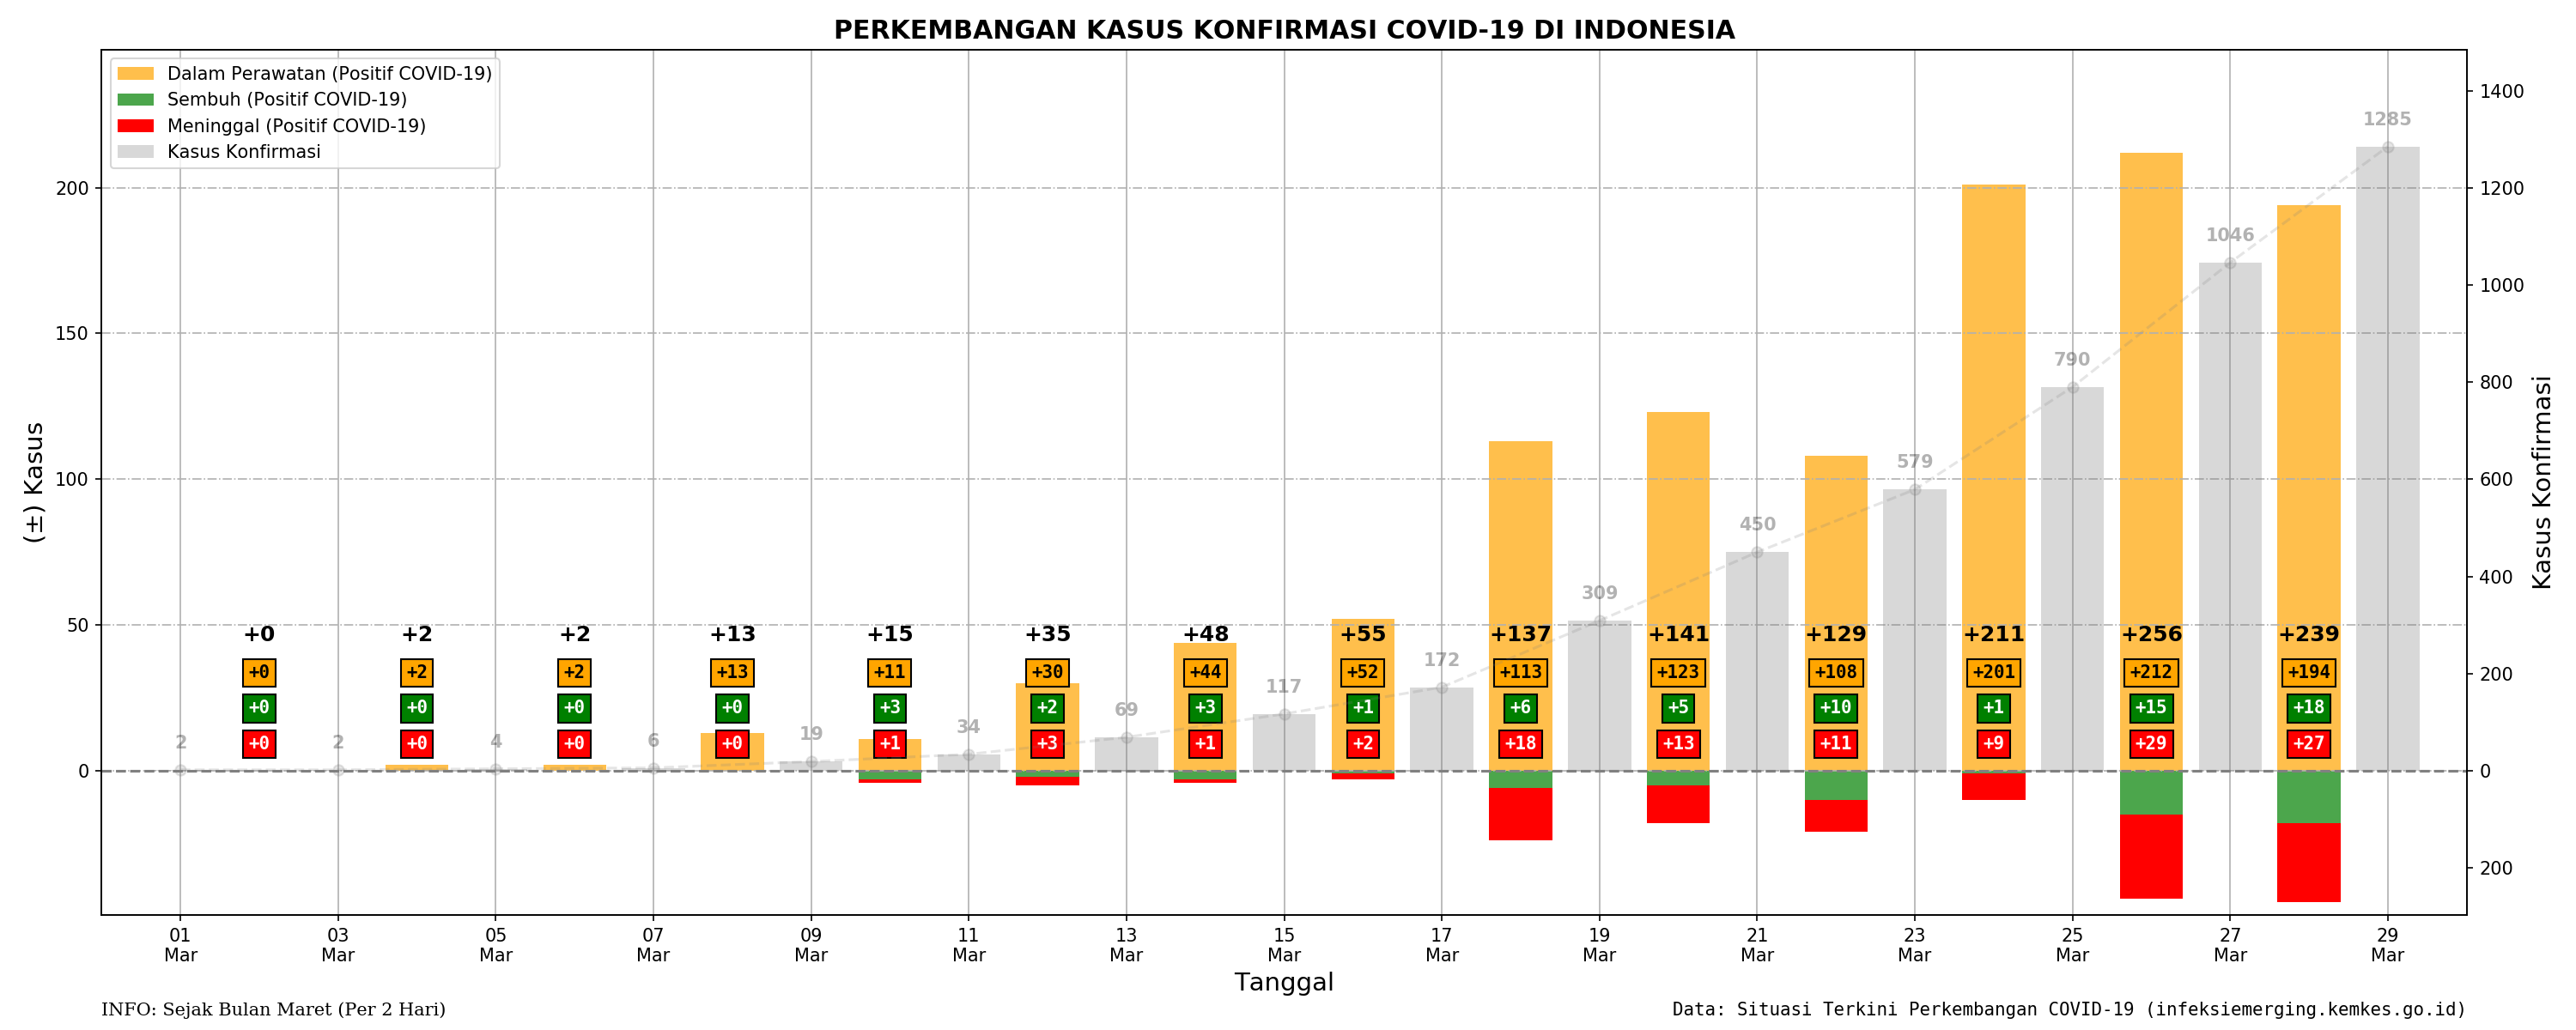 PERKEMBANGAN KASUS KONFIRMASI COVID-19 DI INDONESIA
Dalam Perawatan (Positif COVID-19)
Sembuh (Positif COVID-19)
Meninggal (Positif COVID-19)
Kasus Konfirmasi
(±) Kasus
200
150
100
50
0
1400
1200
1000
800
600
400
200
0
200
Kasus Konfirmasi
2 2 4 6 19 34 69 117 172 309 450 579 790 1046 1285
+0 +2 +2 +13 +15 +35 +48 +55 +137 +141 +129 +211 +256 +239
+0 +2 +2 +13 +11 +30 +44 +52 +113 +123 +108 +201 +212 +194
+0 +0 +0 +0 +3 +2 +3 +1 +6 +5 +10 +1 +15 +18
+0 +0 +0 +0 +1 +3 +1 +2 +18 +13 +11 +9 +29 +27
01 03 05 07 09 11 13 15 17 19 21 23 25 27 29
Mar Mar Mar Mar Mar Mar Mar Mar Mar Mar Mar Mar Mar Mar Mar
Tanggal
INFO: Sejak Bulan Maret (Per 2 Hari)
Data: Situasi Terkini Perkembangan COVID-19 (infeksiemerging.kemkes.go.id)